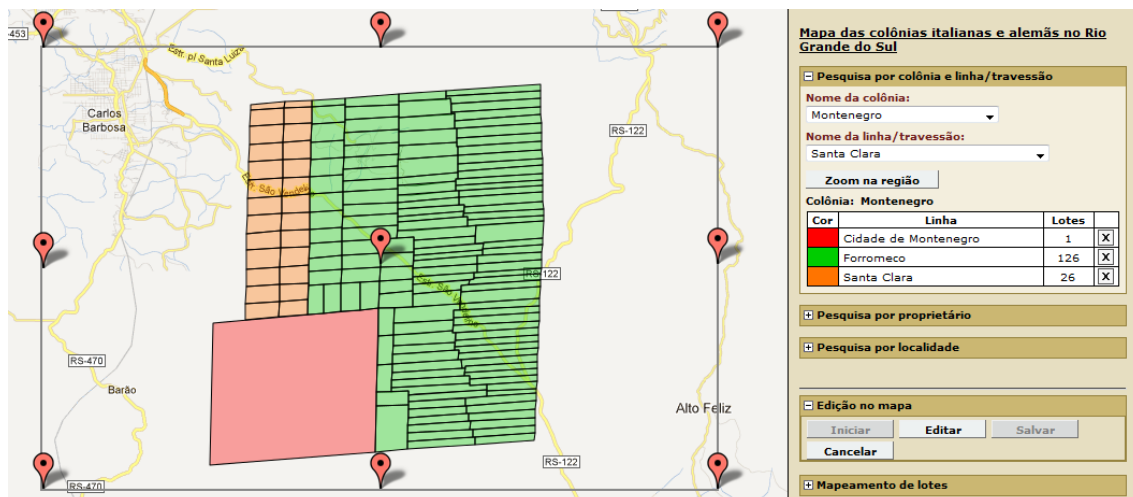 -453
Estr. p/ Santa Luiza
Carlos
Barbosa
RS-122
Estr. São Vendelino
RS-122
Estr. São Vendelino
RS-470
Barão
Alto Feliz
RS-122
RS-470
Mapa das colônias italianas e alemãs no Rio
Grande do Sul
Pesquisa por colônia e linha/travessão
Nome da colônia:
Montenegro
Nome da linha/travessão:
Santa Clara
Zoom na região
Colônia: Montenegro
Cor Linha Lotes
Cidade de Montenegro 1 X
Forromeco 126 X
Santa Clara 26 X
Pesquisa por proprietário
Pesquisa por localidade
Edição no mapa
Iniciar Editar Salvar
Cancelar
Mapeamento de lotes